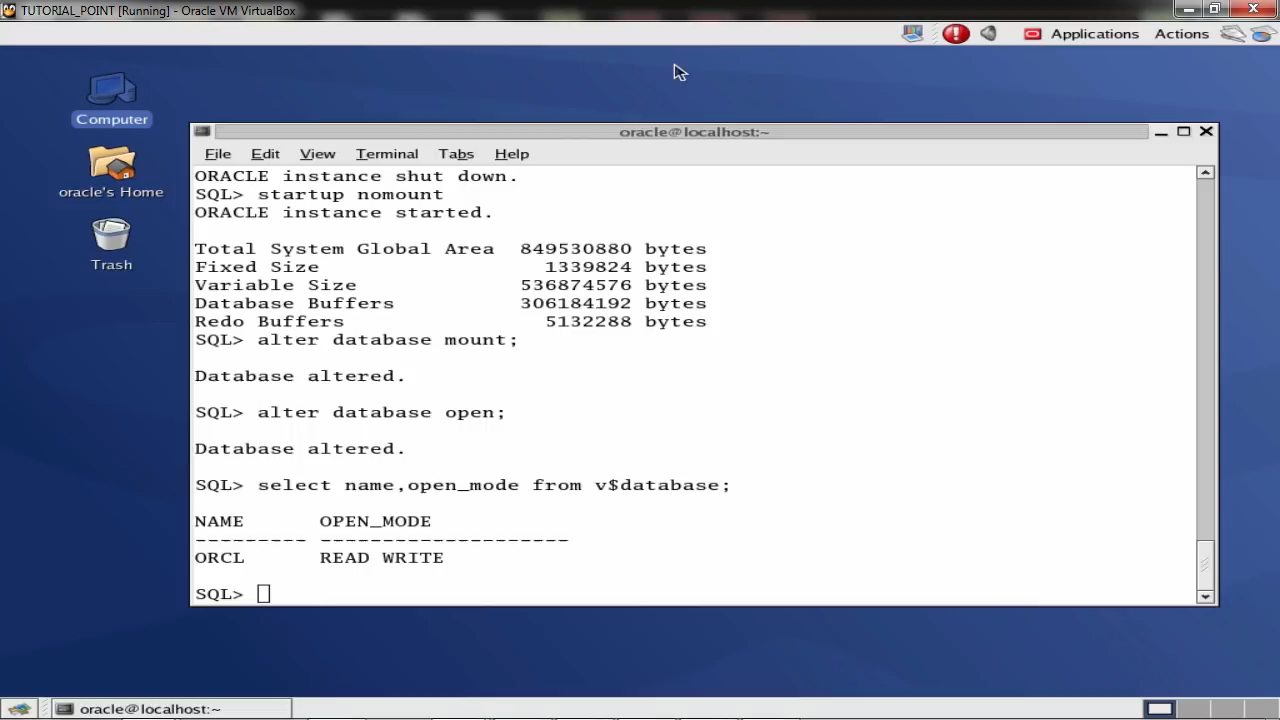 TUTORIAL_POINT [Running] - Oracle VM VirtualBox
Applications Actions
Computer
oracle's Home
Trash
oracle@localhost:~
File Edit View Terminal Tabs Help
ORACLE instance shut down.
SQL> startup nomount
ORACLE instance started.
Total System Global Area  849530880 bytes
Fixed Size                  1339824 bytes
Variable Size             536874576 bytes
Database Buffers          306184192 bytes
Redo Buffers                5132288 bytes
SQL> alter database mount;
Database altered.
SQL> alter database open;
Database altered.
SQL> select name,open_mode from v$database;
NAME      OPEN_MODE
--------- --------------------
ORCL      READ WRITE
SQL>
oracle@localhost:~